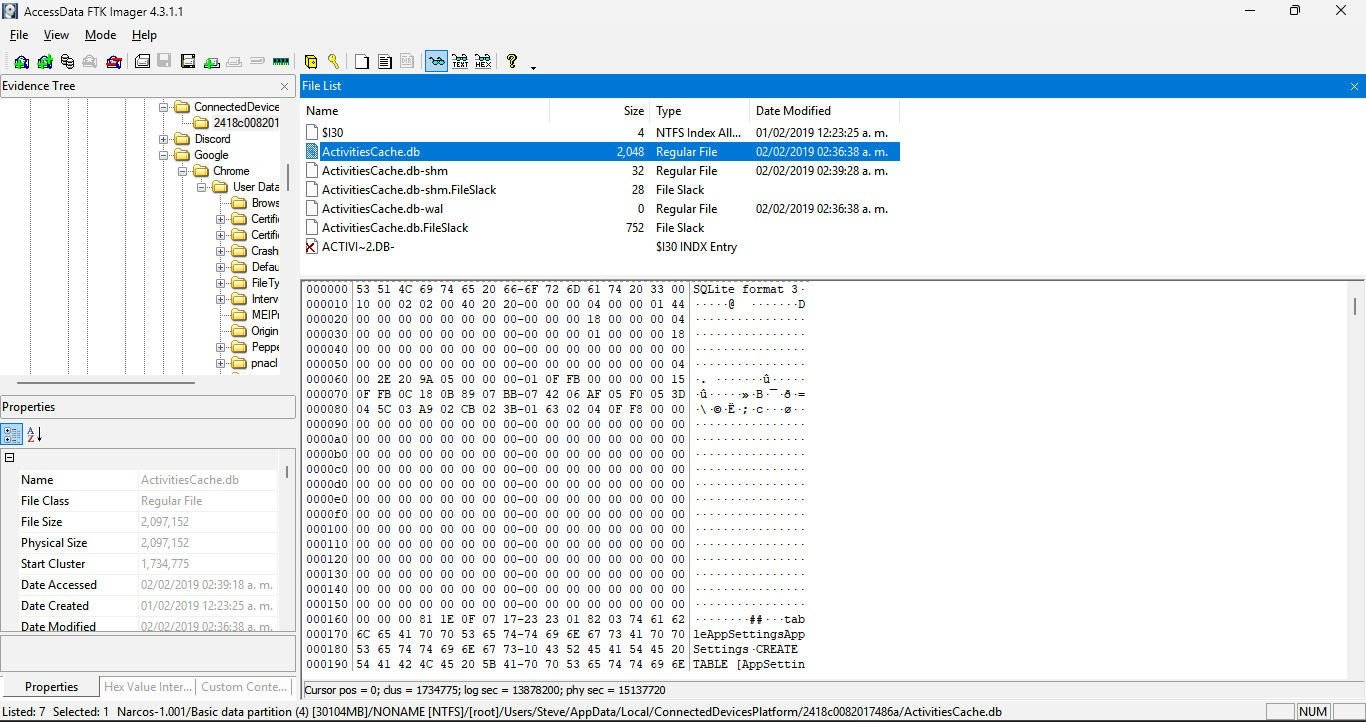 AccessData FTK Imager 4.3.1.1
File View Mode Help
Evidence Tree
ConnectedDevice
2418c008201
Discord
Google
Chrome
User Data
Brows
Certifi
Certifi
Crash
Defau
File Ty
Interv
MEIPr
Origin
Peppe
pnacl
File List
Name Size Type Date Modified
$I30 4 NTFS Index All... 01/02/2019 12:23:25 a. m.
ActivitiesCache.db 2,048 Regular File 02/02/2019 02:36:38 a. m.
ActivitiesCache.db-shm 32 Regular File 02/02/2019 02:39:28 a. m.
ActivitiesCache.db-shm.FileSlack 28 File Slack
ActivitiesCache.db-wal 0 Regular File 02/02/2019 02:36:38 a. m.
ActivitiesCache.db.FileSlack 752 File Slack
ACTIVI~2.DB- $I30 INDX Entry
000000 53 51 4C 69 74 65 20 66-6F 72 6D 61 74 20 33 00 SQLite format 3·
000010 10 00 02 02 00 40 20 20-00 00 00 04 00 00 01 44 ·····@  ·······D
000020 00 00 00 00 00 00 00 00-00 00 00 18 00 00 00 04 ················
000030 00 00 00 00 00 00 00 00-00 00 00 01 00 00 00 18 ················
000040 00 00 00 00 00 00 00 00-00 00 00 00 00 00 00 00 ················
000050 00 00 00 00 00 00 00 00-00 00 00 00 00 00 00 04 ················
000060 00 2E 20 9A 05 00 00 00-01 0F FB 00 00 00 00 15 ·. ·······û·····
000070 0F FB 0C 18 0B 89 07 BB-07 42 06 AF 05 F0 05 3D ·û·····»·B·¯·ð·=
000080 04 5C 03 A9 02 CB 02 3B-01 63 02 04 0F F8 00 00 ·\·©·Ë·;·c···ø··
000090 00 00 00 00 00 00 00 00-00 00 00 00 00 00 00 00 ················
0000a0 00 00 00 00 00 00 00 00-00 00 00 00 00 00 00 00 ················
0000b0 00 00 00 00 00 00 00 00-00 00 00 00 00 00 00 00 ················
0000c0 00 00 00 00 00 00 00 00-00 00 00 00 00 00 00 00 ················
0000d0 00 00 00 00 00 00 00 00-00 00 00 00 00 00 00 00 ················
0000e0 00 00 00 00 00 00 00 00-00 00 00 00 00 00 00 00 ················
0000f0 00 00 00 00 00 00 00 00-00 00 00 00 00 00 00 00 ················
000100 00 00 00 00 00 00 00 00-00 00 00 00 00 00 00 00 ················
000110 00 00 00 00 00 00 00 00-00 00 00 00 00 00 00 00 ················
000120 00 00 00 00 00 00 00 00-00 00 00 00 00 00 00 00 ················
000130 00 00 00 00 00 00 00 00-00 00 00 00 00 00 00 00 ················
000140 00 00 00 00 00 00 00 00-00 00 00 00 00 00 00 00 ················
000150 00 00 00 00 00 00 00 00-00 00 00 00 00 00 00 00 ················
000160 00 00 00 81 1E 0F 07 17-23 23 01 82 03 74 61 62 ········##···tab
000170 6C 65 41 70 70 53 65 74-74 69 6E 67 73 41 70 70 leAppSettingsApp
000180 53 65 74 74 69 6E 67 73-10 43 52 45 41 54 45 20 Settings·CREATE
000190 54 41 42 4C 45 20 5B 41-70 70 53 65 74 74 69 6E TABLE [AppSettin
Cursor pos = 0; clus = 1734775; log sec = 13878200; phy sec = 15137720
Properties
Name ActivitiesCache.db
File Class Regular File
File Size 2,097,152
Physical Size 2,097,152
Start Cluster 1,734,775
Date Accessed 02/02/2019 02:39:18 a. m.
Date Created 01/02/2019 12:23:25 a. m.
Date Modified 02/02/2019 02:36:38 a. m.
Properties Hex Value Inter... Custom Conte...
Listed: 7 Selected: 1 Narcos-1.001/Basic data partition (4) [30104MB]/NONAME [NTFS]/[root]/Users/Steve/AppData/Local/ConnectedDevicesPlatform/2418c0082017486a/ActivitiesCache.db NUM